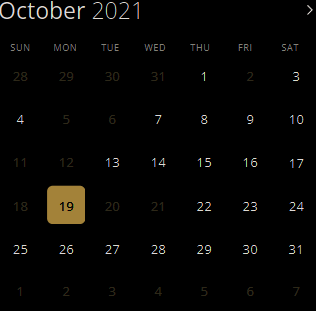 October 2021
SUN MON TUE WED THU FRI SAT
28 29 30 31 1 2 3
4 5 6 7 8 9 10
11 12 13 14 15 16 17
18 19 20 21 22 23 24
25 26 27 28 29 30 31
1 2 3 4 5 6 7